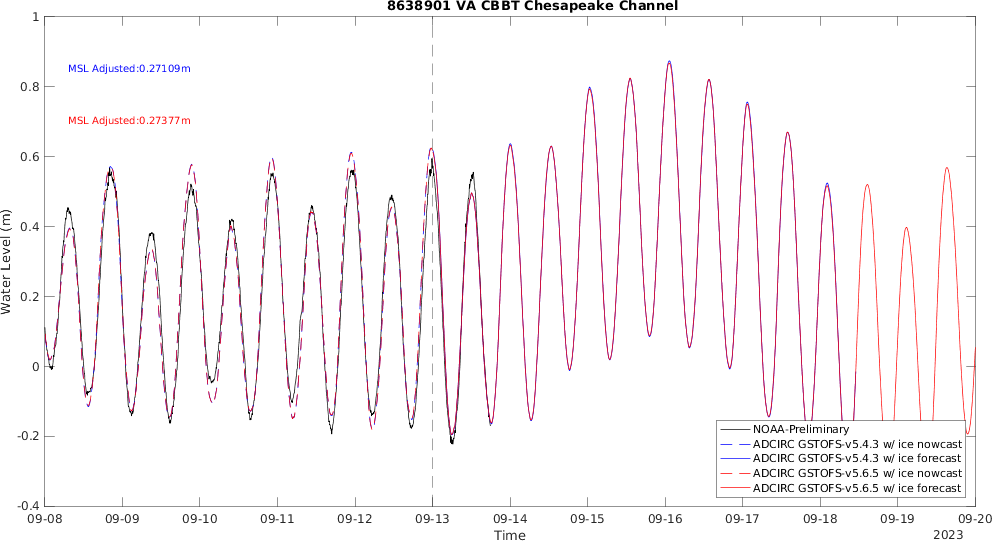 8638901 VA CBBT Chesapeake Channel
1
0.8
0.6
0.4
0.2
0
-0.2
-0.4
Water Level (m)
MSL Adjusted:0.27109m
MSL Adjusted:0.27377m
NOAA-Preliminary
ADCIRC GSTOFS-v5.4.3 w/ ice nowcast
ADCIRC GSTOFS-v5.4.3 w/ ice forecast
ADCIRC GSTOFS-v5.6.5 w/ ice nowcast
ADCIRC GSTOFS-v5.6.5 w/ ice forecast
09-08 09-09 09-10 09-11 09-12 09-13 09-14 09-15 09-16 09-17 09-18 09-19 09-20
Time
2023